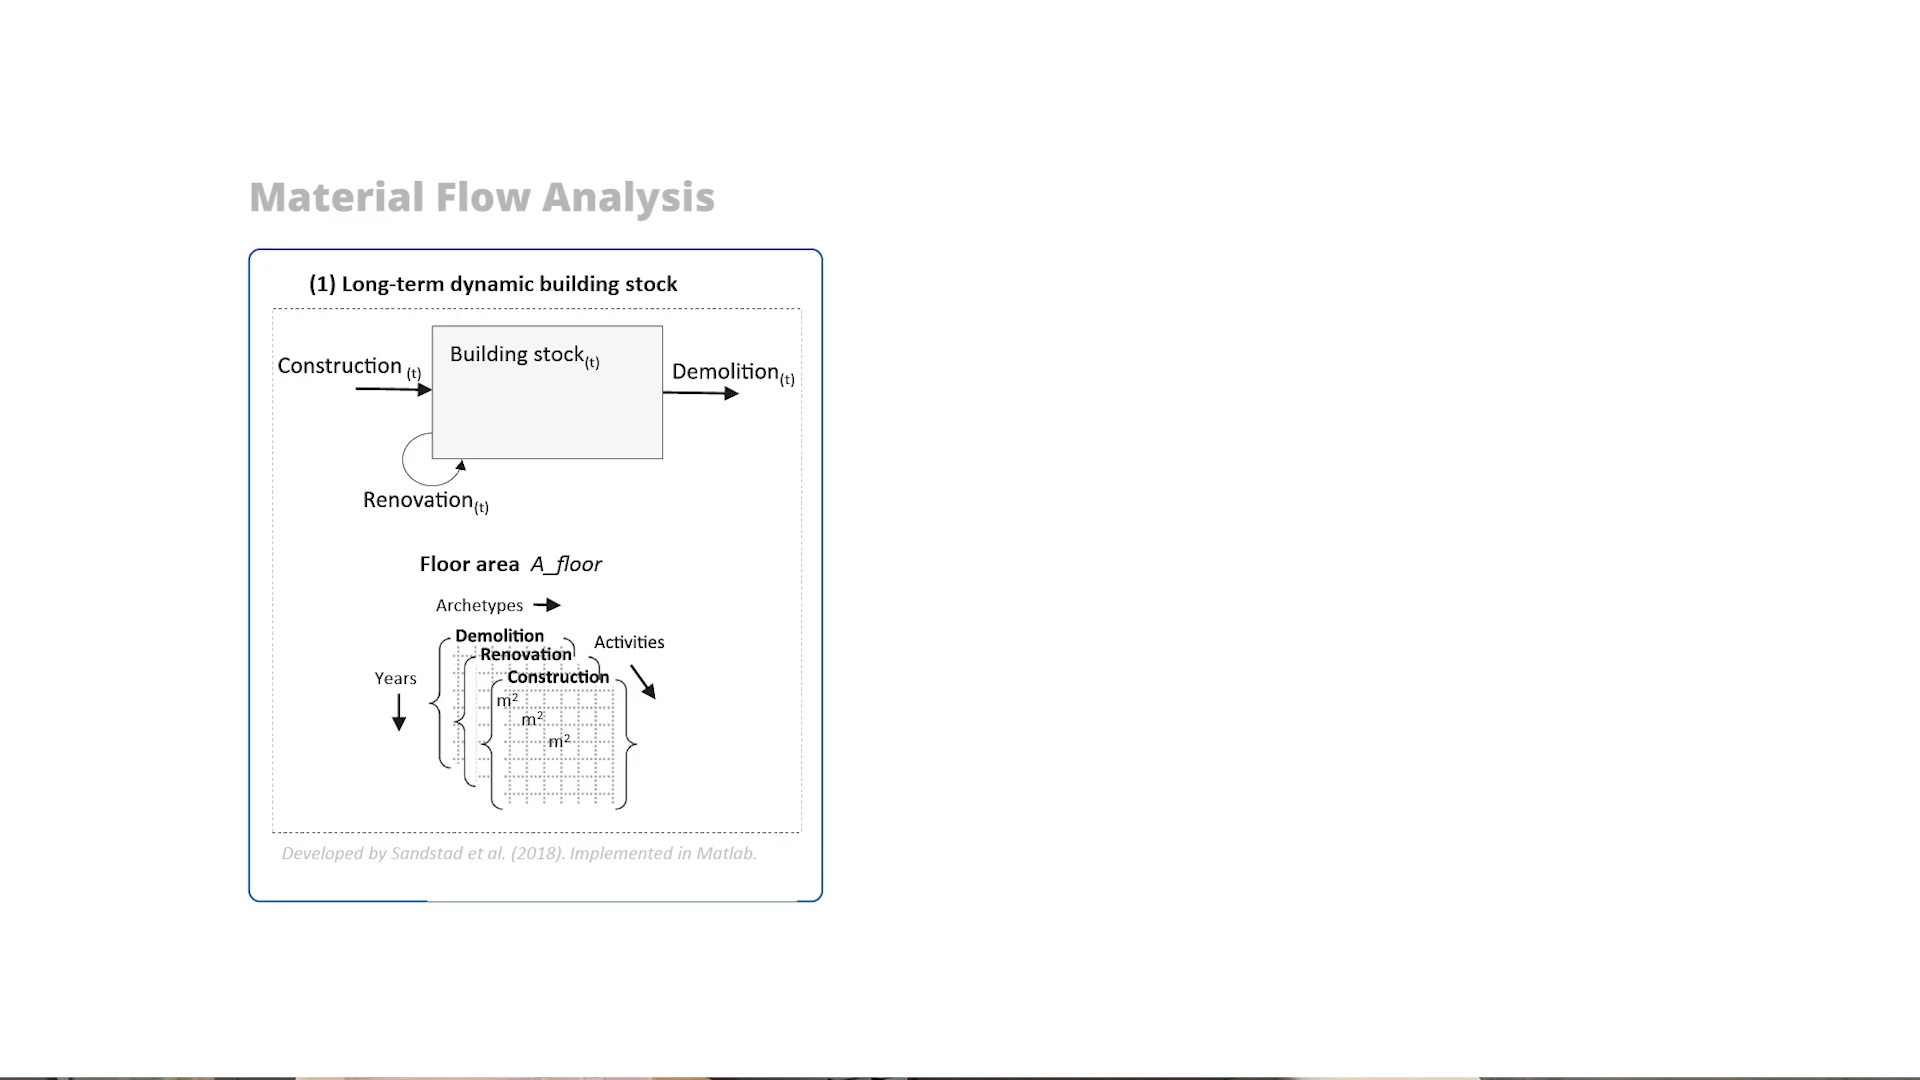 Material Flow Analysis
(1) Long-term dynamic building stock
Building stock(t)
Construction (t)
Demolition(t)
Renovation(t)
Floor area A_floor
Archetypes
Demolition
Activities
Renovation
Years
Construction
m²
m²
m²
Developed by Sandstad et al. (2018). Implemented in Matlab.